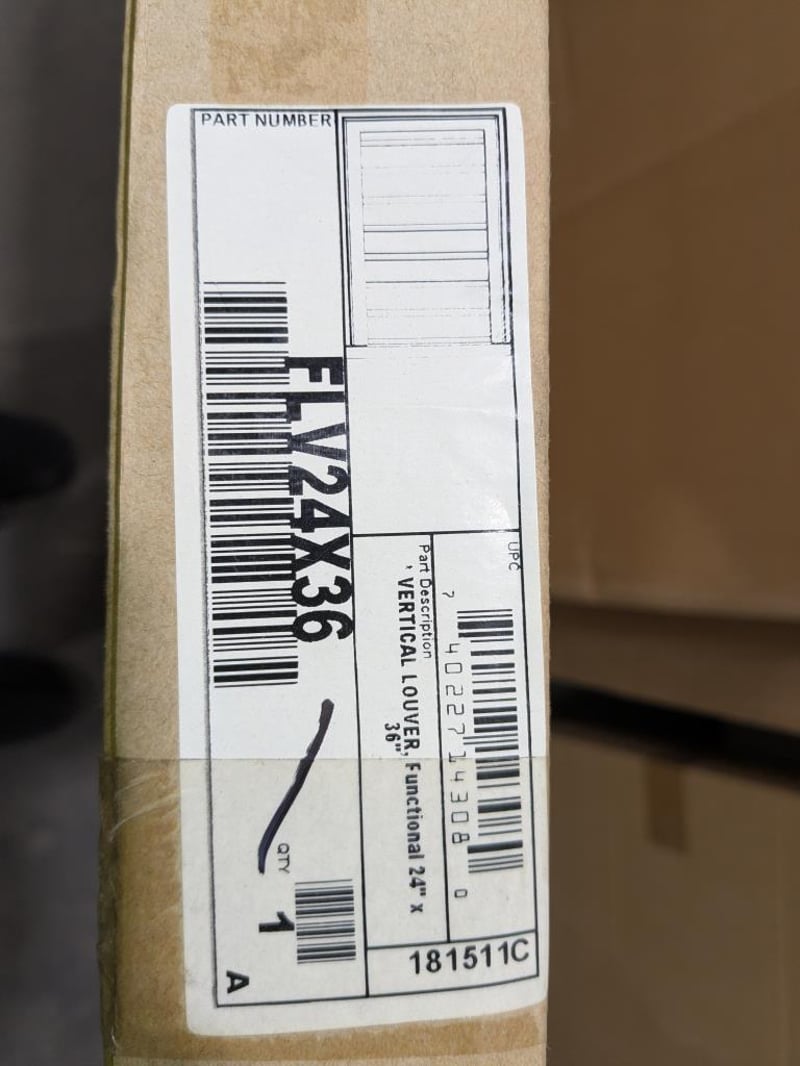 PART NUMBER
FLV24X36
QTY
1
A
UPC
7 40227 14308 0
Part Description
' VERTICAL LOUVER, Functional 24" x
36"
181511C